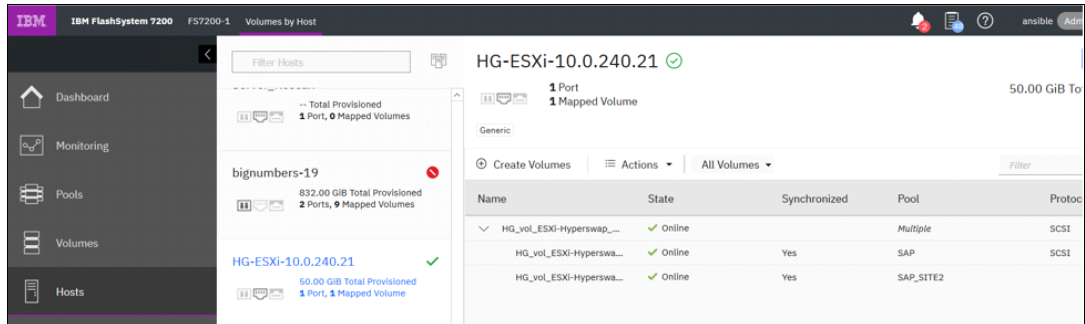 IBM IBM FlashSystem 7200 FS7200-1 Volumes by Host 2 ansible
Dashboard
Monitoring
Pools
Volumes
Hosts
Filter Hosts
-- Total Provisioned
1 Port, 0 Mapped Volumes
bignumbers-19
832.00 GiB Total Provisioned
2 Ports, 9 Mapped Volumes
HG-ESXi-10.0.240.21
50.00 GiB Total Provisioned
1 Port, 1 Mapped Volume
HG-ESXi-10.0.240.21
1 Port
1 Mapped Volume
50.00 GiB To
Generic
Create Volumes Actions All Volumes Filter
Name State Synchronized Pool Protoc
HG_vol_ESXi-Hyperswap_... Online Multiple SCSI
HG_vol_ESXi-Hyperswa... Online Yes SAP SCSI
HG_vol_ESXi-Hyperswa... Online Yes SAP_SITE2